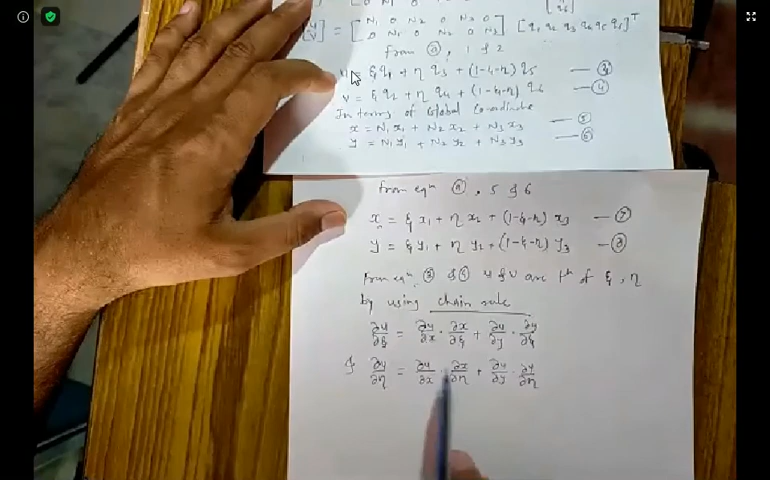 [u v] = [N₁ 0 N₂ 0 N₃ 0
0 N₁ 0 N₂ 0 N₃] [q₁ q₂ q₃ q₄ q₅ q₆]ᵀ
from ⓐ, 1 & 2
u = ξ q₁ + η q₃ + (1-ξ-η) q₅ — ③
v = ξ q₂ + η q₄ + (1-ξ-η) q₆ — ④
In terms of Global Co-ordinate
x = N₁ x₁ + N₂ x₂ + N₃ x₃ — ⑤
y = N₁ y₁ + N₂ y₂ + N₃ y₃ — ⑥
from eqn ⓐ, 5 & 6
x = ξ x₁ + η x₂ + (1-ξ-η) x₃ — ⑦
y = ξ y₁ + η y₂ + (1-ξ-η) y₃ — ⑧
from eqn ③ & ④ u & v are fⁿ of ξ, η
by using chain rule
∂u/∂ξ = ∂u/∂x · ∂x/∂ξ + ∂u/∂y · ∂y/∂ξ
& ∂u/∂η = ∂u/∂x · ∂x/∂η + ∂u/∂y · ∂y/∂η